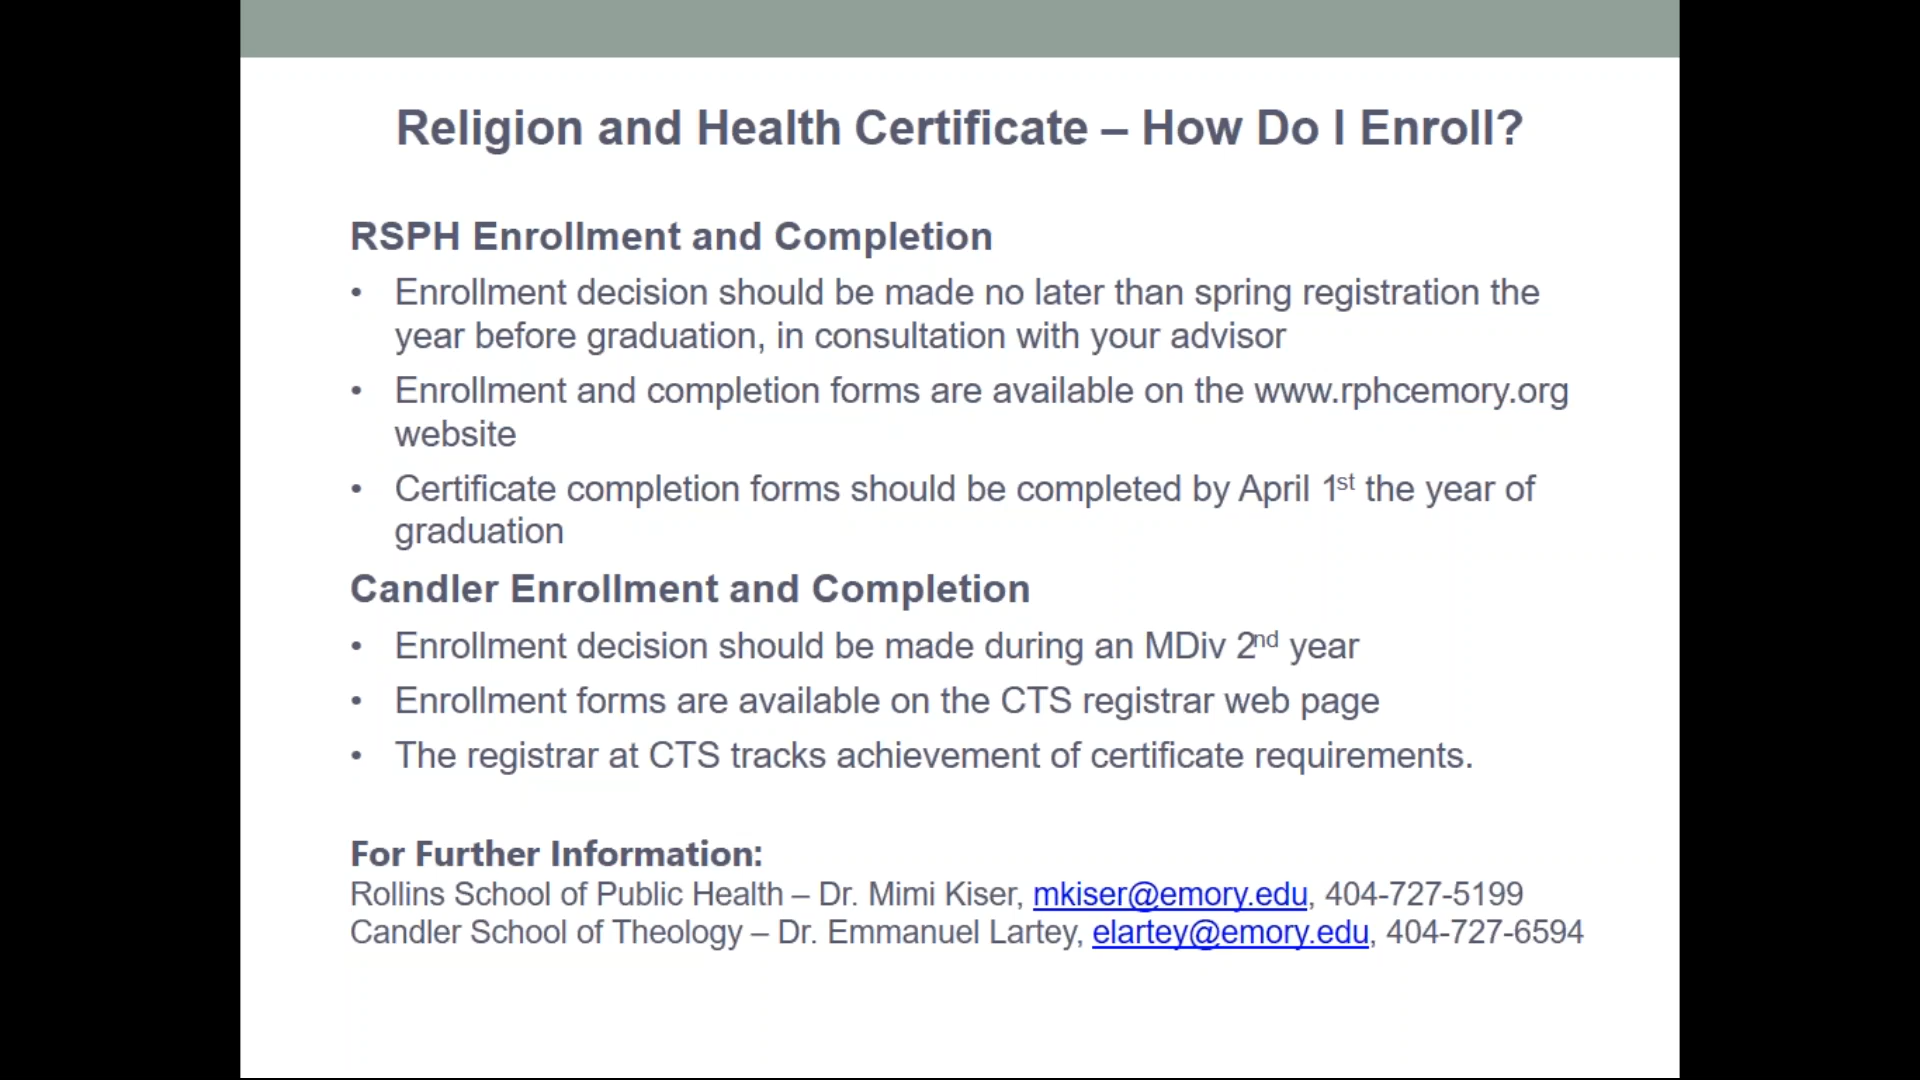 Religion and Health Certificate – How Do I Enroll?
RSPH Enrollment and Completion
• Enrollment decision should be made no later than spring registration the
year before graduation, in consultation with your advisor
• Enrollment and completion forms are available on the www.rphcemory.org
website
• Certificate completion forms should be completed by April 1st the year of
graduation
Candler Enrollment and Completion
• Enrollment decision should be made during an MDiv 2nd year
• Enrollment forms are available on the CTS registrar web page
• The registrar at CTS tracks achievement of certificate requirements.
For Further Information:
Rollins School of Public Health – Dr. Mimi Kiser, mkiser@emory.edu, 404-727-5199
Candler School of Theology – Dr. Emmanuel Lartey, elartey@emory.edu, 404-727-6594